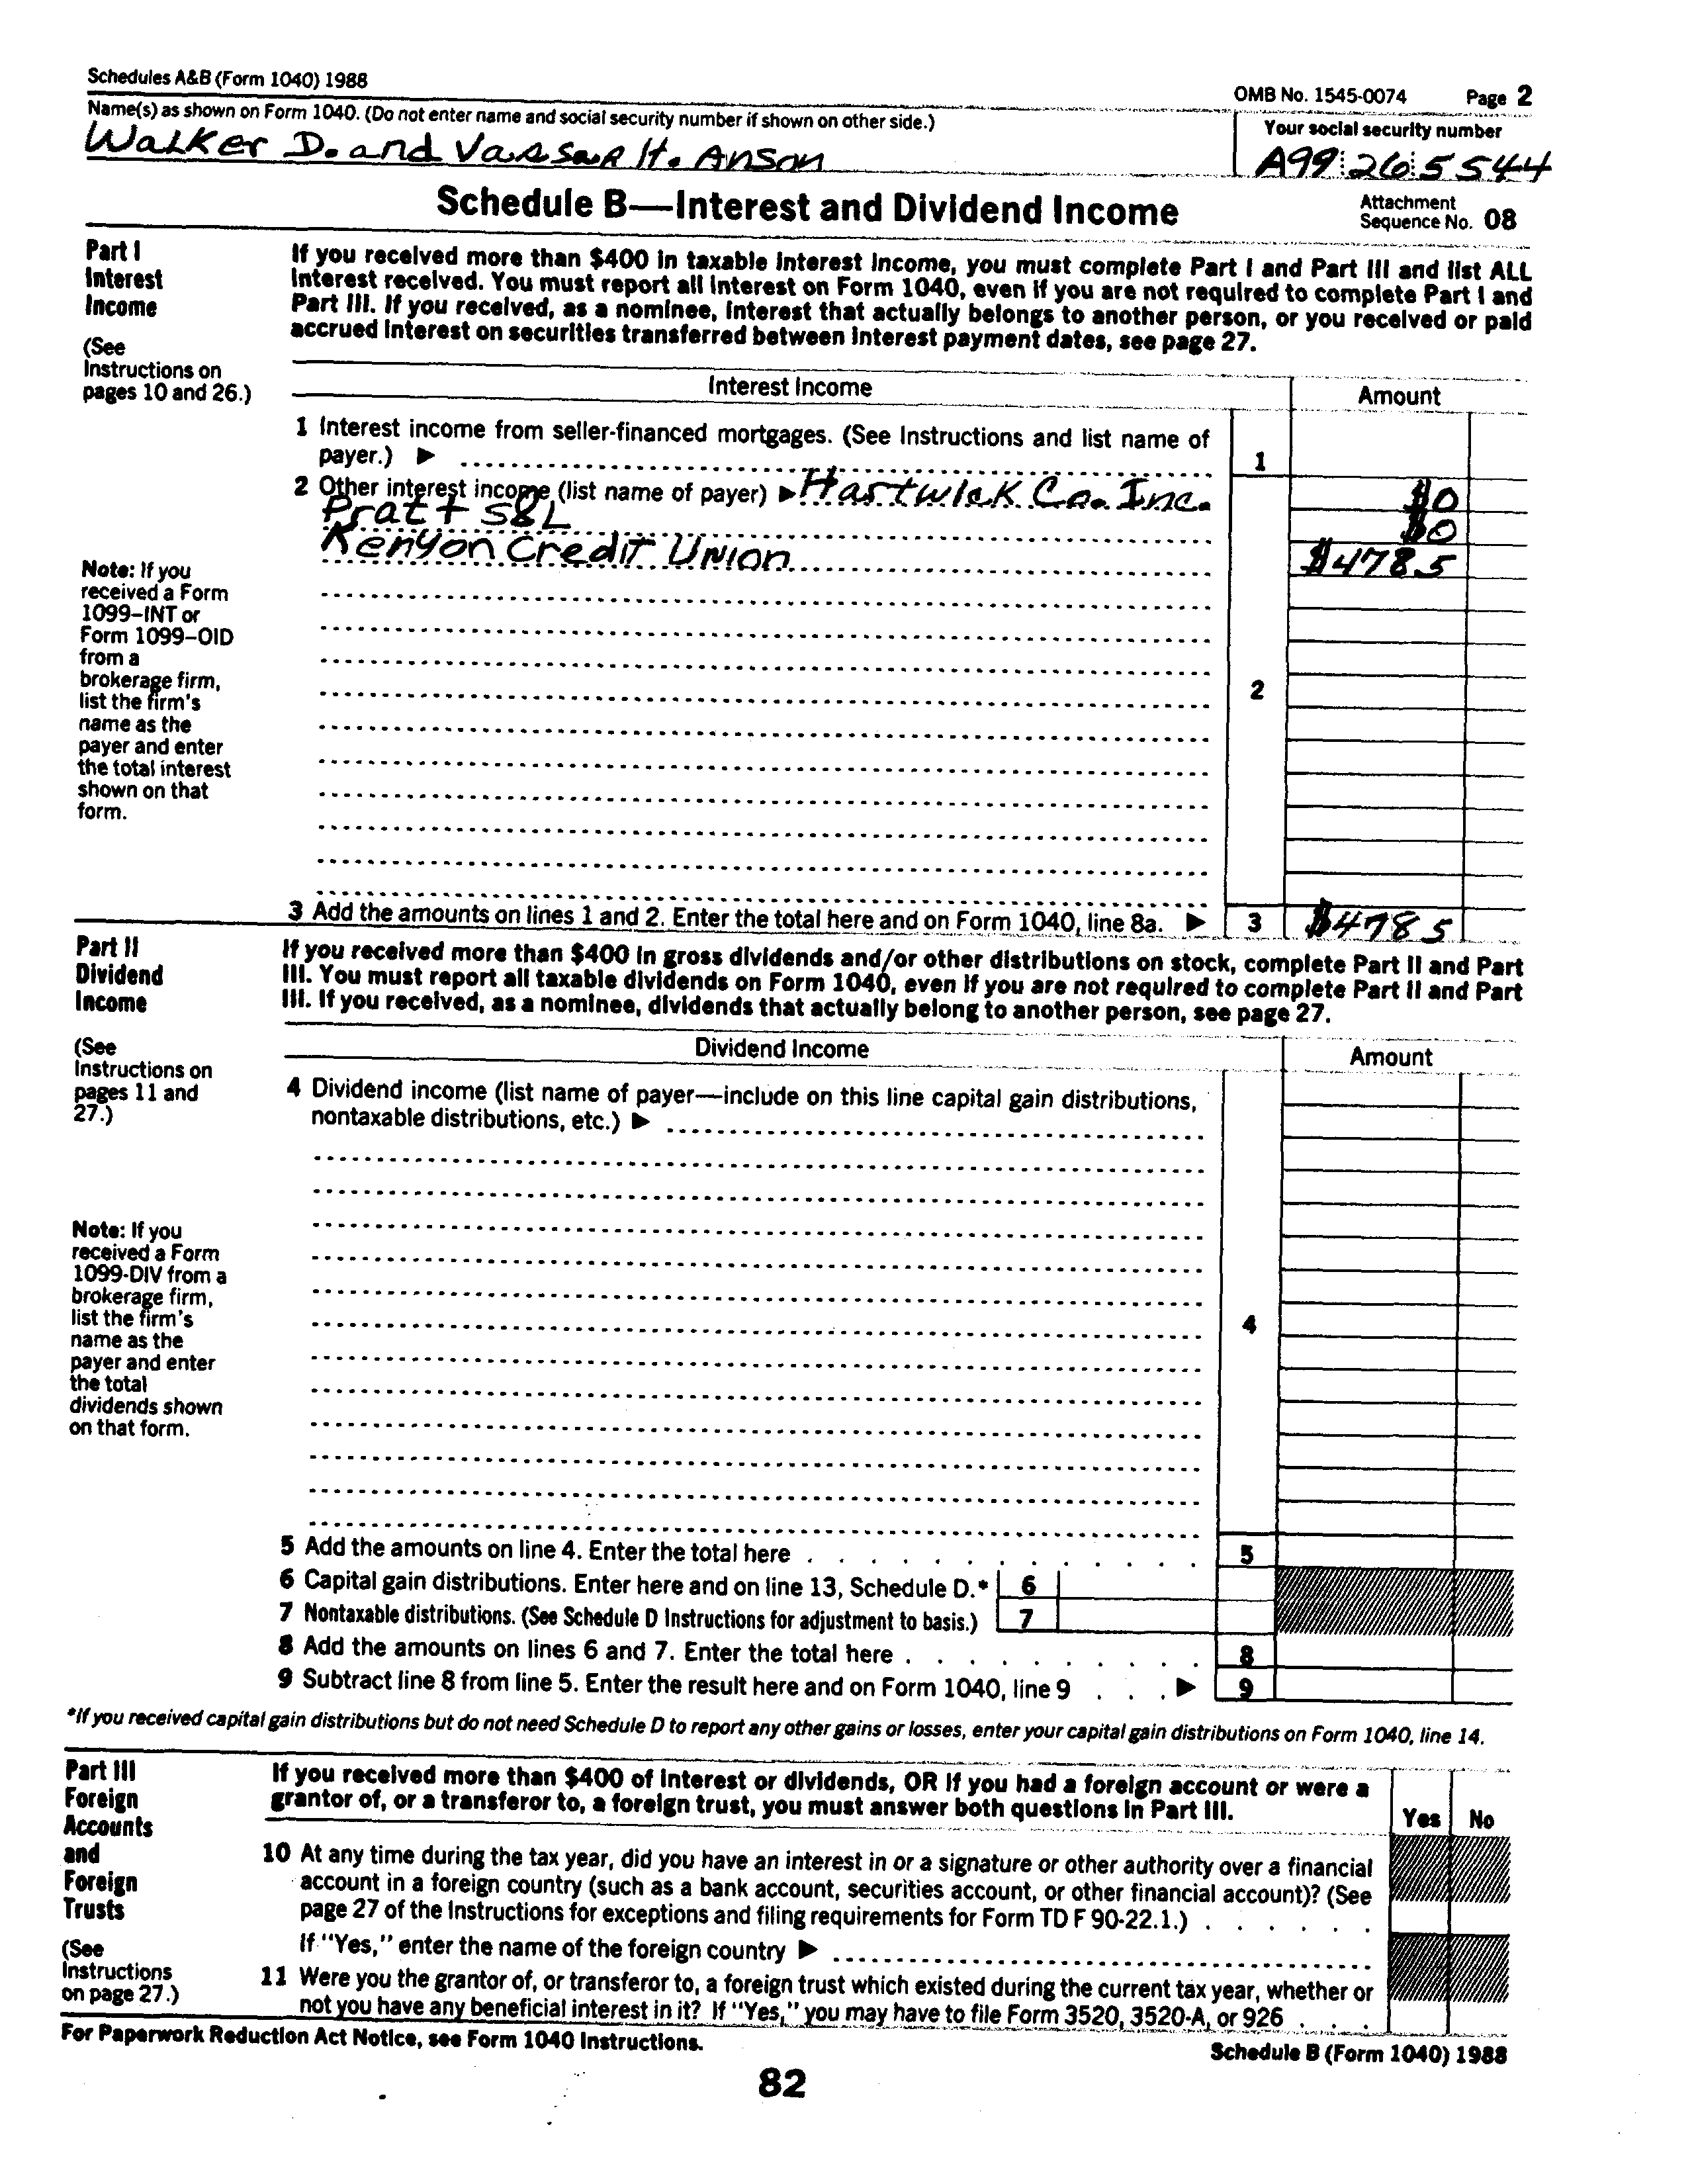 Schedules A&B (Form 1040) 1988
OMB No. 1545-0074 Page 2
Name(s) as shown on Form 1040. (Do not enter name and social security number if shown on other side.)
Your social security number
Walker D. and Vassar H. Anson
A99 26 5544
Schedule B—Interest and Dividend Income
Attachment
Sequence No. 08
Part I
Interest
Income
(See
Instructions on
pages 10 and 26.)
If you received more than $400 in taxable interest income, you must complete Part I and Part III and list ALL
interest received. You must report all interest on Form 1040, even if you are not required to complete Part I and
Part III. If you received, as a nominee, interest that actually belongs to another person, or you received or paid
accrued interest on securities transferred between interest payment dates, see page 27.
Interest Income
Amount
1 Interest income from seller-financed mortgages. (See Instructions and list name of
payer.) ▶
1
2 Other interest income (list name of payer) ▶ Hartwick Co. Inc.
$0
Pratt S&L
$0
Kenyon Credit Union
$4785
Note: If you
received a Form
1099–INT or
Form 1099–OID
from a
brokerage firm,
list the firm's
name as the
payer and enter
the total interest
shown on that
form.
2
3 Add the amounts on lines 1 and 2. Enter the total here and on Form 1040, line 8a. ▶
3
$4785
Part II
Dividend
Income
(See
Instructions on
pages 11 and
27.)
If you received more than $400 in gross dividends and/or other distributions on stock, complete Part II and Part
III. You must report all taxable dividends on Form 1040, even if you are not required to complete Part II and Part
III. If you received, as a nominee, dividends that actually belong to another person, see page 27.
Dividend Income
Amount
4 Dividend income (list name of payer—include on this line capital gain distributions,
nontaxable distributions, etc.) ▶
Note: If you
received a Form
1099-DIV from a
brokerage firm,
list the firm's
name as the
payer and enter
the total
dividends shown
on that form.
4
5 Add the amounts on line 4. Enter the total here . . . . . . . . . . . . 5
6 Capital gain distributions. Enter here and on line 13, Schedule D.* 6
7 Nontaxable distributions. (See Schedule D Instructions for adjustment to basis.) 7
8 Add the amounts on lines 6 and 7. Enter the total here . . . . . . . . . . 8
9 Subtract line 8 from line 5. Enter the result here and on Form 1040, line 9 . . . ▶ 9
*If you received capital gain distributions but do not need Schedule D to report any other gains or losses, enter your capital gain distributions on Form 1040, line 14.
Part III
Foreign
Accounts
and
Foreign
Trusts
(See
Instructions
on page 27.)
If you received more than $400 of interest or dividends, OR if you had a foreign account or were a
grantor of, or a transferor to, a foreign trust, you must answer both questions in Part III.
Yes No
10 At any time during the tax year, did you have an interest in or a signature or other authority over a financial
account in a foreign country (such as a bank account, securities account, or other financial account)? (See
page 27 of the Instructions for exceptions and filing requirements for Form TD F 90-22.1.) . . . . . .
If "Yes," enter the name of the foreign country ▶
11 Were you the grantor of, or transferor to, a foreign trust which existed during the current tax year, whether or
not you have any beneficial interest in it? If "Yes," you may have to file Form 3520, 3520-A, or 926 . . .
For Paperwork Reduction Act Notice, see Form 1040 Instructions.
Schedule B (Form 1040) 1988
82